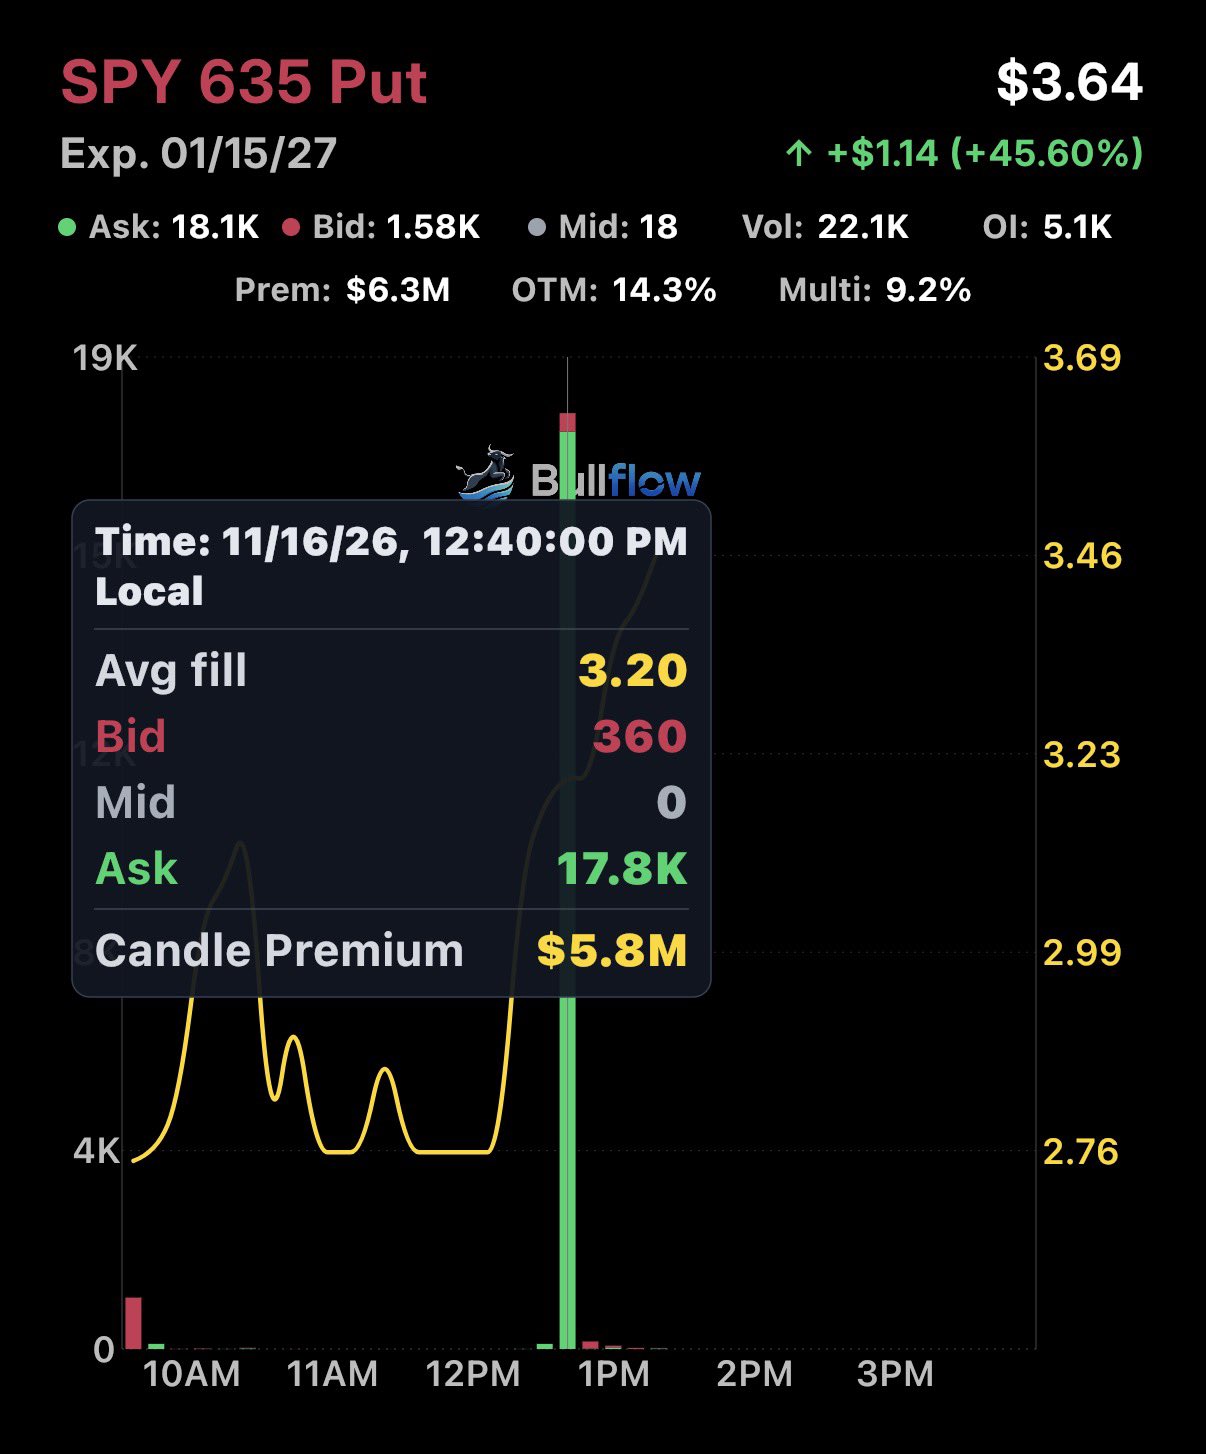 SPY 635 Put $3.64
Exp. 01/15/27 ↑ +$1.14 (+45.60%)
Ask: 18.1K Bid: 1.58K Mid: 18 Vol: 22.1K OI: 5.1K
Prem: $6.3M OTM: 14.3% Multi: 9.2%
19K 3.69
Bullflow
Time: 11/16/26, 12:40:00 PM
Local
15K 3.46
Avg fill 3.20
Bid 360
12K 3.23
Mid 0
Ask 17.8K
Candle Premium $5.8M
8K 2.99
4K 2.76
0
10AM 11AM 12PM 1PM 2PM 3PM